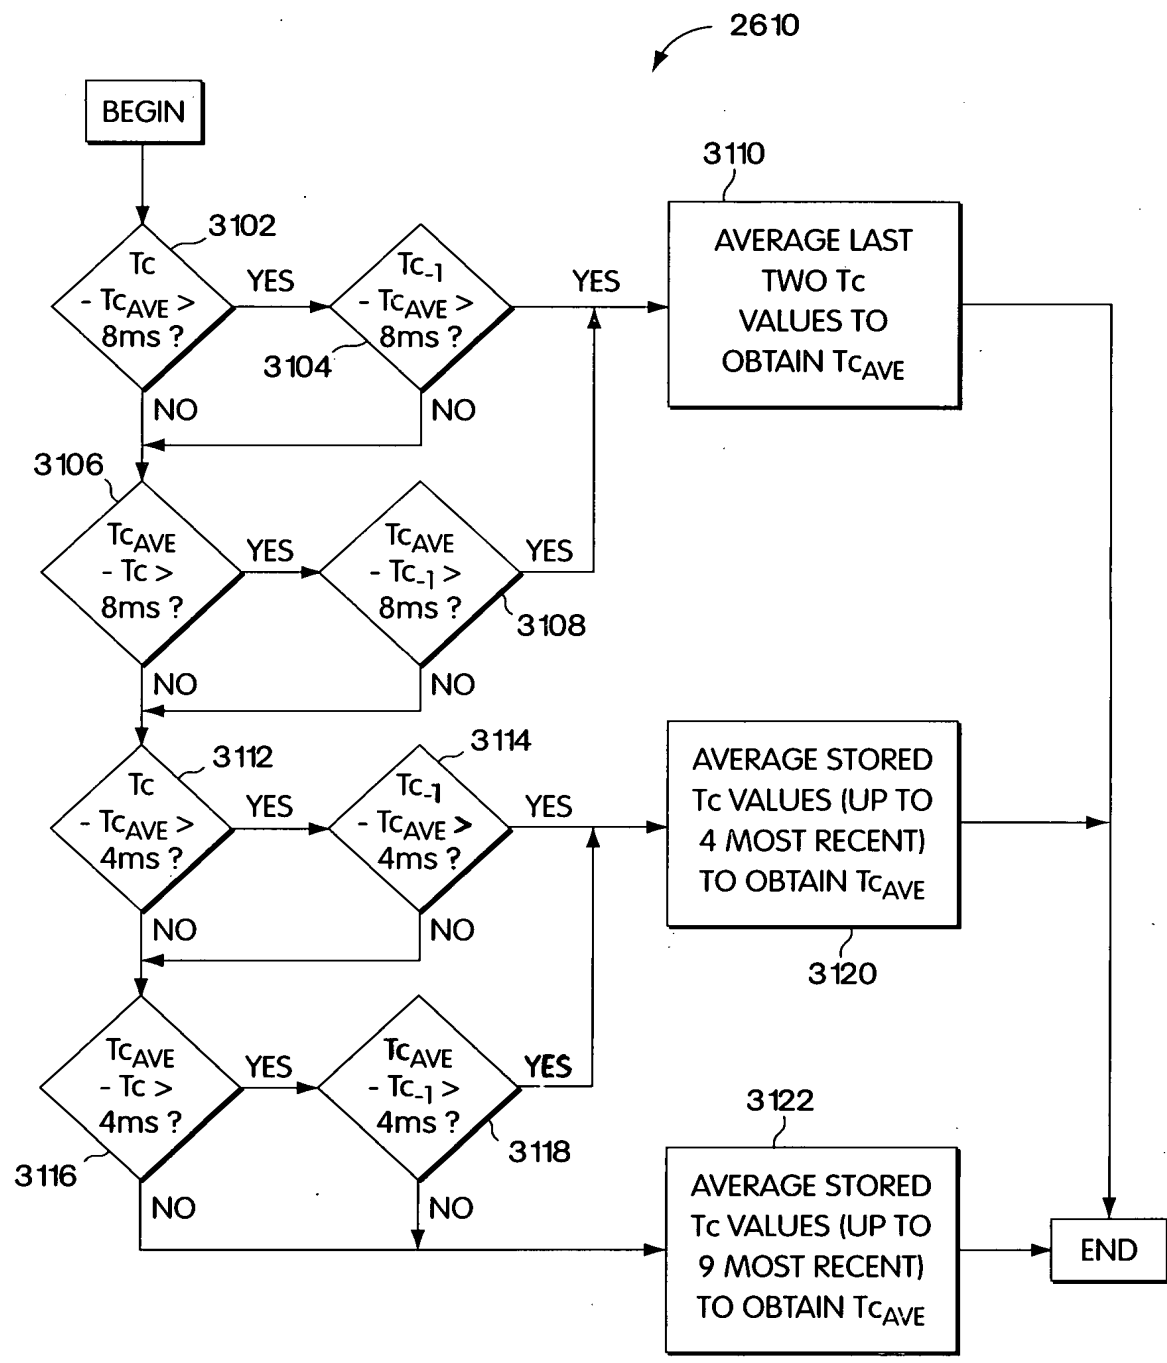 2610
BEGIN
3102
Tc
- TcAVE >
8ms ?
YES
NO
Tc-1
- TcAVE >
8ms ?
3104
YES
NO
3110
AVERAGE LAST
TWO Tc
VALUES TO
OBTAIN TcAVE
3106
TcAVE
- Tc >
8ms ?
YES
NO
TcAVE
- Tc-1 >
8ms ?
3108
YES
NO
3112
Tc
- TcAVE >
4ms ?
YES
NO
3114
Tc-1
- TcAVE >
4ms ?
YES
NO
AVERAGE STORED
Tc VALUES (UP TO
4 MOST RECENT)
TO OBTAIN TcAVE
3120
TcAVE
- Tc >
4ms ?
3116
YES
NO
TcAVE
- Tc-1 >
4ms ?
3118
YES
NO
3122
AVERAGE STORED
Tc VALUES (UP TO
9 MOST RECENT)
TO OBTAIN TcAVE
END